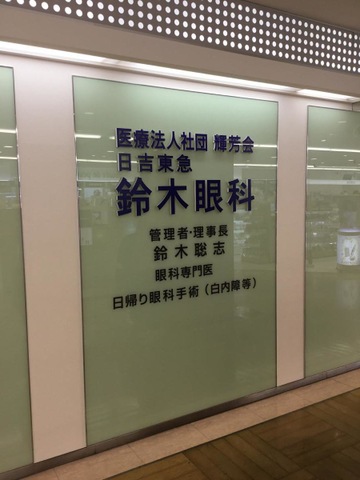 医療法人社団 輝芳会
日吉東急
鈴木眼科
管理者・理事長
鈴木聡志
眼科専門医
日帰り眼科手術（白内障等）